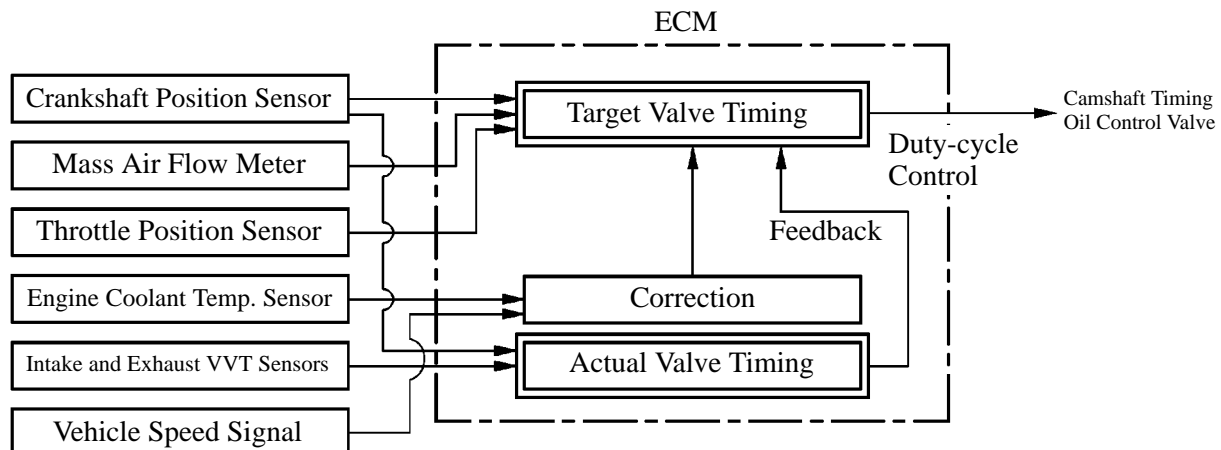 ECM
Crankshaft Position Sensor
Mass Air Flow Meter
Throttle Position Sensor
Engine Coolant Temp. Sensor
Intake and Exhaust VVT Sensors
Vehicle Speed Signal
Target Valve Timing
Feedback
Correction
Actual Valve Timing
Duty-cycle
Control
Camshaft Timing
Oil Control Valve